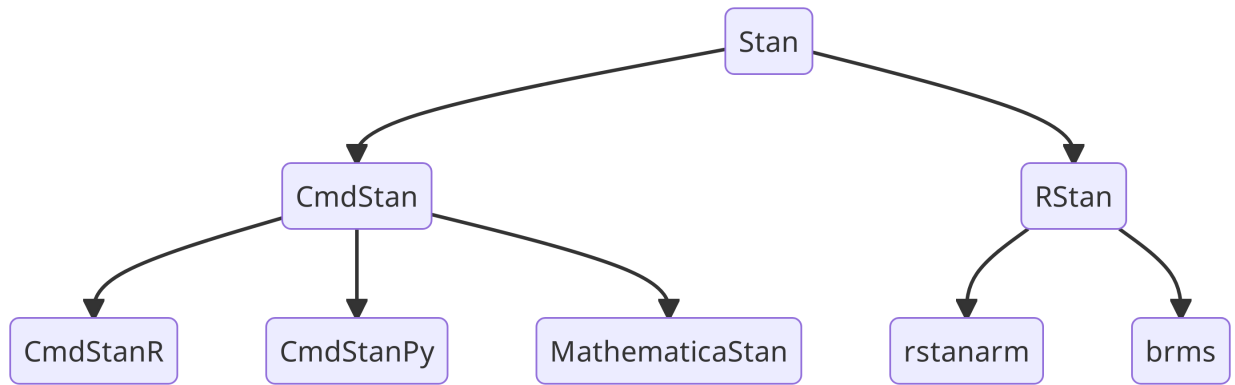 Stan
CmdStan
RStan
CmdStanR
CmdStanPy
MathematicaStan
rstanarm
brms